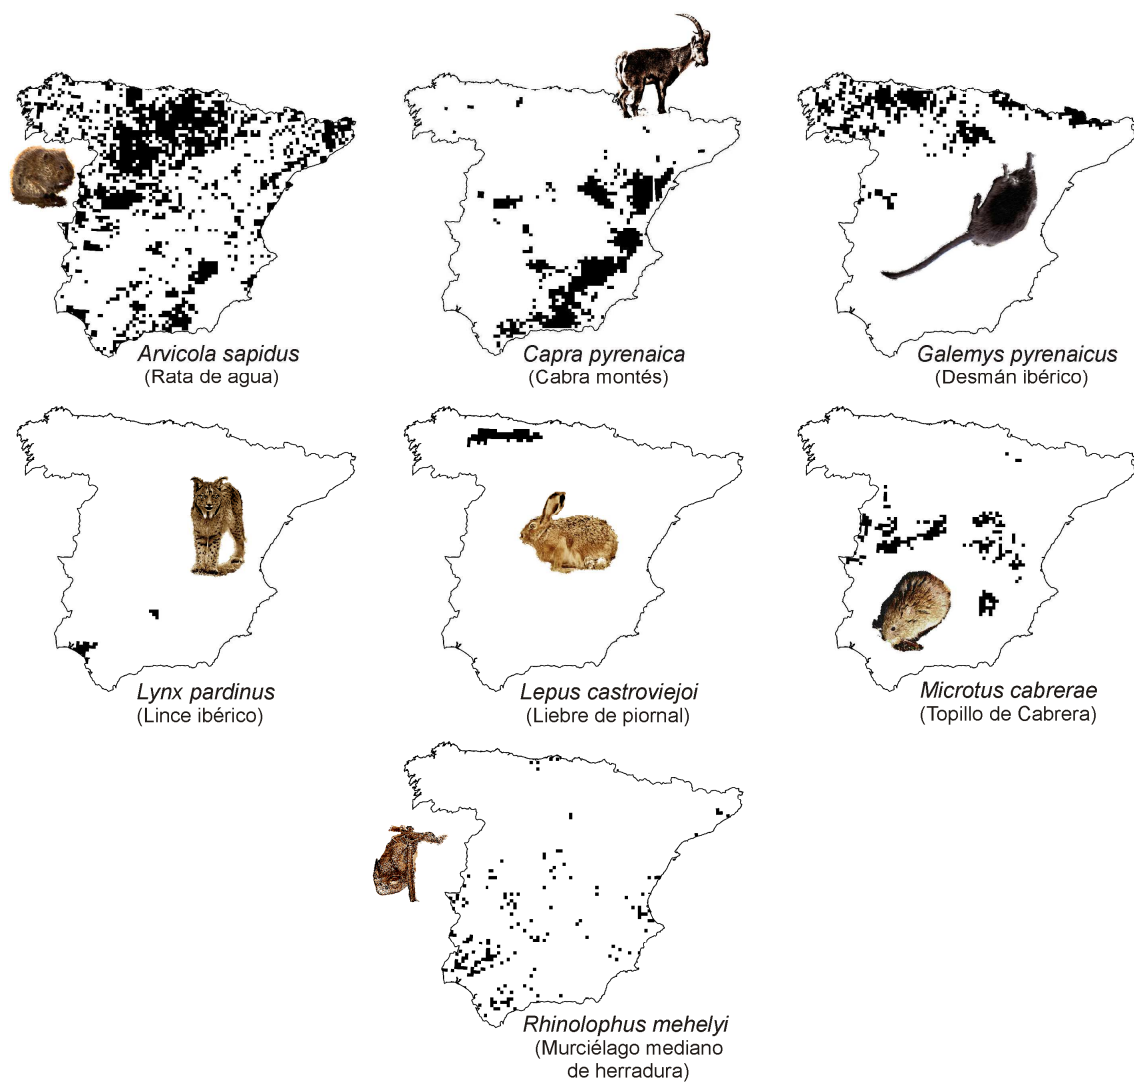 Arvicola sapidus
(Rata de agua)
Capra pyrenaica
(Cabra montés)
Galemys pyrenaicus
(Desmán ibérico)
Lynx pardinus
(Lince ibérico)
Lepus castroviejoi
(Liebre de piornal)
Microtus cabrerae
(Topillo de Cabrera)
Rhinolophus mehelyi
(Murciélago mediano
de herradura)